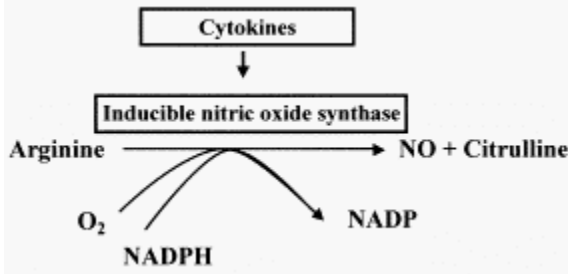 Cytokines
Inducible nitric oxide synthase
Arginine
NO + Citrulline
O₂
NADP
NADPH